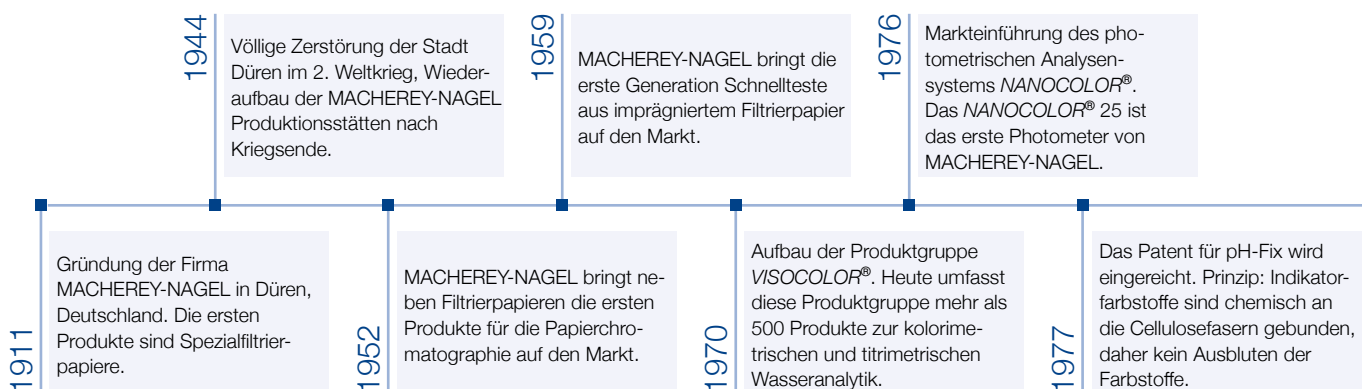 1944
Völlige Zerstörung der Stadt
Düren im 2. Weltkrieg, Wieder-
aufbau der MACHEREY-NAGEL
Produktionsstätten nach
Kriegsende.
1959
MACHEREY-NAGEL bringt die
erste Generation Schnellteste
aus imprägniertem Filtrierpapier
auf den Markt.
1976
Markteinführung des pho-
tometrischen Analysen-
systems NANOCOLOR®.
Das NANOCOLOR® 25 ist
das erste Photometer von
MACHEREY-NAGEL.
1911
Gründung der Firma
MACHEREY-NAGEL in Düren,
Deutschland. Die ersten
Produkte sind Spezialfiltrier-
papiere.
1952
MACHEREY-NAGEL bringt ne-
ben Filtrierpapieren die ersten
Produkte für die Papierchro-
matographie auf den Markt.
1970
Aufbau der Produktgruppe
VISOCOLOR®. Heute umfasst
diese Produktgruppe mehr als
500 Produkte zur kolorime-
trischen und titrimetrischen
Wasseranalytik.
1977
Das Patent für pH-Fix wird
eingereicht. Prinzip: Indikator-
farbstoffe sind chemisch an
die Cellulosefasern gebunden,
daher kein Ausbluten der
Farbstoffe.